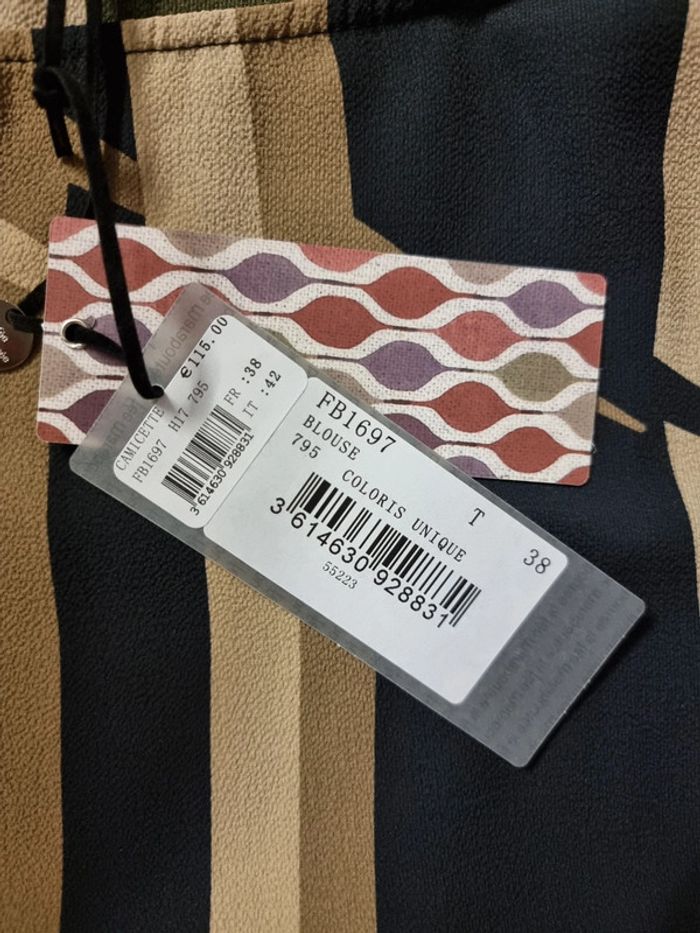 €115.00
CAMICETTE
FB1697 H17 795
FR :38
IT :42
3 614630 928831
FB1697
BLOUSE
795
COLORIS UNIQUE
T
38
3 614630 928831
55223